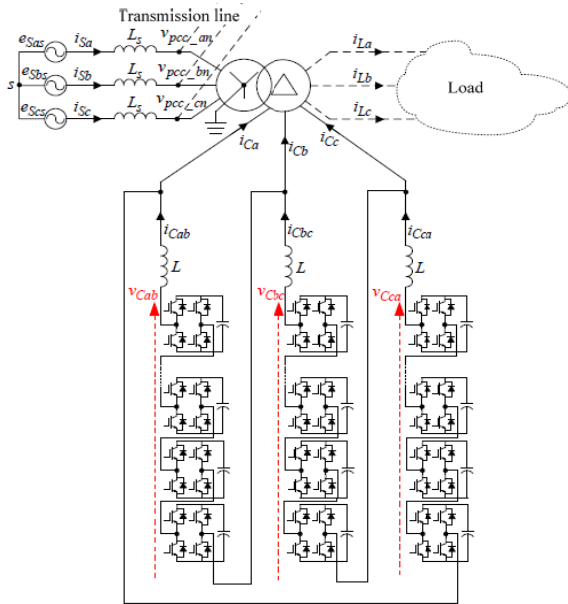 Transmission line
e_Sas i_Sa L_s v_pcc_an
e_Sbs i_Sb L_s v_pcc_bn
s
e_Scs i_Sc L_s v_pcc_cn
i_La
i_Lb
i_Lc
Load
i_Ca i_Cb i_Cc
i_Cab i_Cbc i_Cca
L L L
v_Cab v_Cbc v_Cca